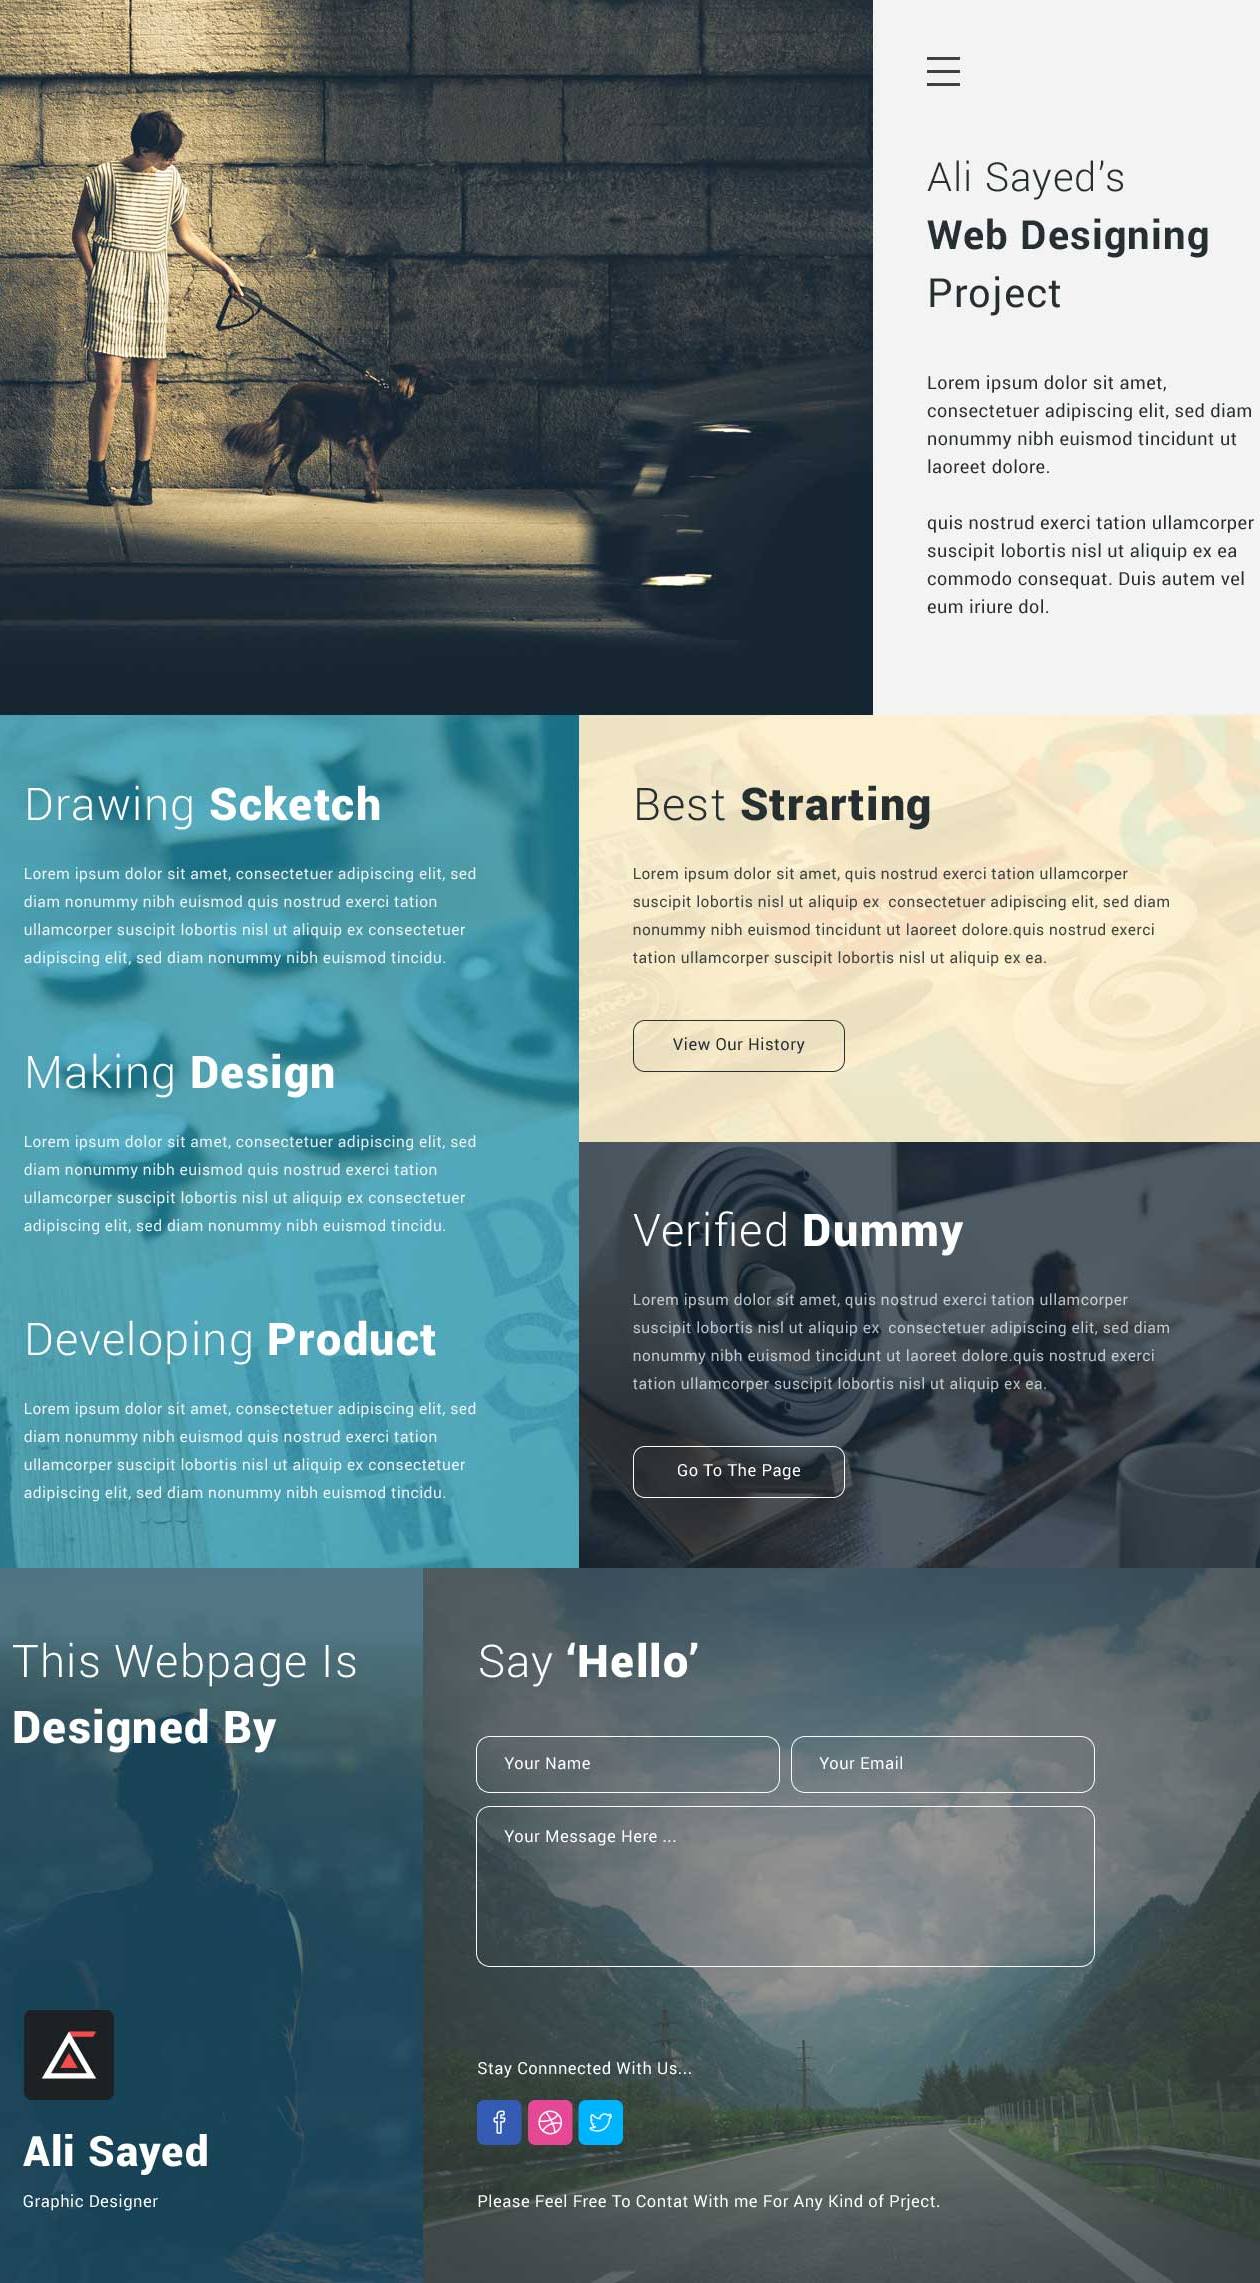 Ali Sayed’s
Web Designing
Project
Lorem ipsum dolor sit amet,
consectetuer adipiscing elit, sed diam
nonummy nibh euismod tincidunt ut
laoreet dolore.
quis nostrud exerci tation ullamcorper
suscipit lobortis nisl ut aliquip ex ea
commodo consequat. Duis autem vel
eum iriure dol.
Drawing Scketch
Lorem ipsum dolor sit amet, consectetuer adipiscing elit, sed
diam nonummy nibh euismod quis nostrud exerci tation
ullamcorper suscipit lobortis nisl ut aliquip ex consectetuer
adipiscing elit, sed diam nonummy nibh euismod tincidu.
Making Design
Lorem ipsum dolor sit amet, consectetuer adipiscing elit, sed
diam nonummy nibh euismod quis nostrud exerci tation
ullamcorper suscipit lobortis nisl ut aliquip ex consectetuer
adipiscing elit, sed diam nonummy nibh euismod tincidu.
Developing Product
Lorem ipsum dolor sit amet, consectetuer adipiscing elit, sed
diam nonummy nibh euismod quis nostrud exerci tation
ullamcorper suscipit lobortis nisl ut aliquip ex consectetuer
adipiscing elit, sed diam nonummy nibh euismod tincidu.
Best Strarting
Lorem ipsum dolor sit amet, quis nostrud exerci tation ullamcorper
suscipit lobortis nisl ut aliquip ex consectetuer adipiscing elit, sed diam
nonummy nibh euismod tincidunt ut laoreet dolore.quis nostrud exerci
tation ullamcorper suscipit lobortis nisl ut aliquip ex ea.
View Our History
Verified Dummy
Lorem ipsum dolor sit amet, quis nostrud exerci tation ullamcorper
suscipit lobortis nisl ut aliquip ex consectetuer adipiscing elit, sed diam
nonummy nibh euismod tincidunt ut laoreet dolore.quis nostrud exerci
tation ullamcorper suscipit lobortis nisl ut aliquip ex ea.
Go To The Page
This Webpage Is
Designed By
Ali Sayed
Graphic Designer
Say ‘Hello’
Your Name
Your Email
Your Message Here ...
Stay Connnected With Us...
Please Feel Free To Contat With me For Any Kind of Prject.